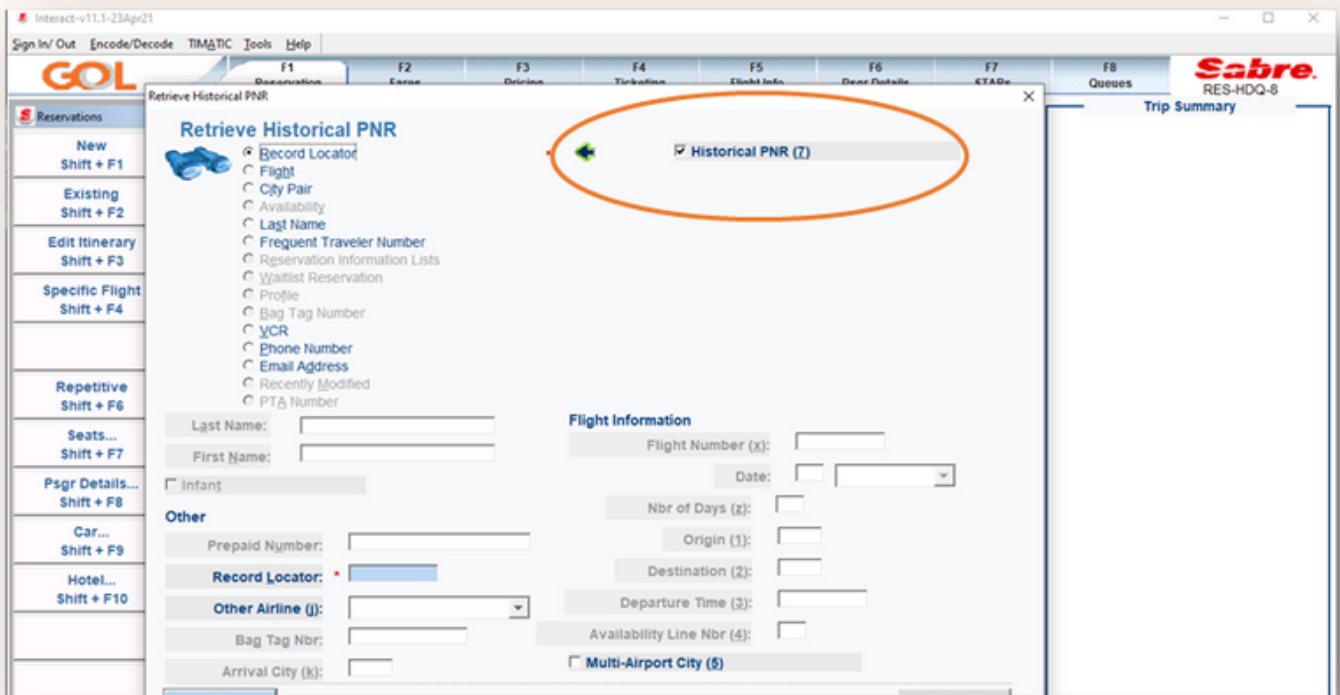 Interact-v11.1-23Apr21
Sign In/ Out Encode/Decode TIMATIC Tools Help
GOL
F1 F2 F3 F4 F5 F6 F7 F8
Reservation Fares Pricing Ticketing Flight Info Psgr Details STARs Queues
Sabre.
RES-HDQ-8
Reservations
New
Shift + F1
Existing
Shift + F2
Edit Itinerary
Shift + F3
Specific Flight
Shift + F4
Repetitive
Shift + F6
Seats...
Shift + F7
Psgr Details...
Shift + F8
Car...
Shift + F9
Hotel...
Shift + F10
Retrieve Historical PNR
Retrieve Historical PNR
Record Locator
Flight
City Pair
Availability
Last Name
Frequent Traveler Number
Reservation Information Lists
Waitlist Reservation
Profile
Bag Tag Number
VCR
Phone Number
Email Address
Recently Modified
PTA Number
* Historical PNR (7)
Last Name:
First Name:
Infant
Other
Prepaid Number:
Record Locator: *
Other Airline (j):
Bag Tag Nbr:
Arrival City (k):
Flight Information
Flight Number (x):
Date:
Nbr of Days (z):
Origin (1):
Destination (2):
Departure Time (3):
Availability Line Nbr (4):
Multi-Airport City (5)
Trip Summary